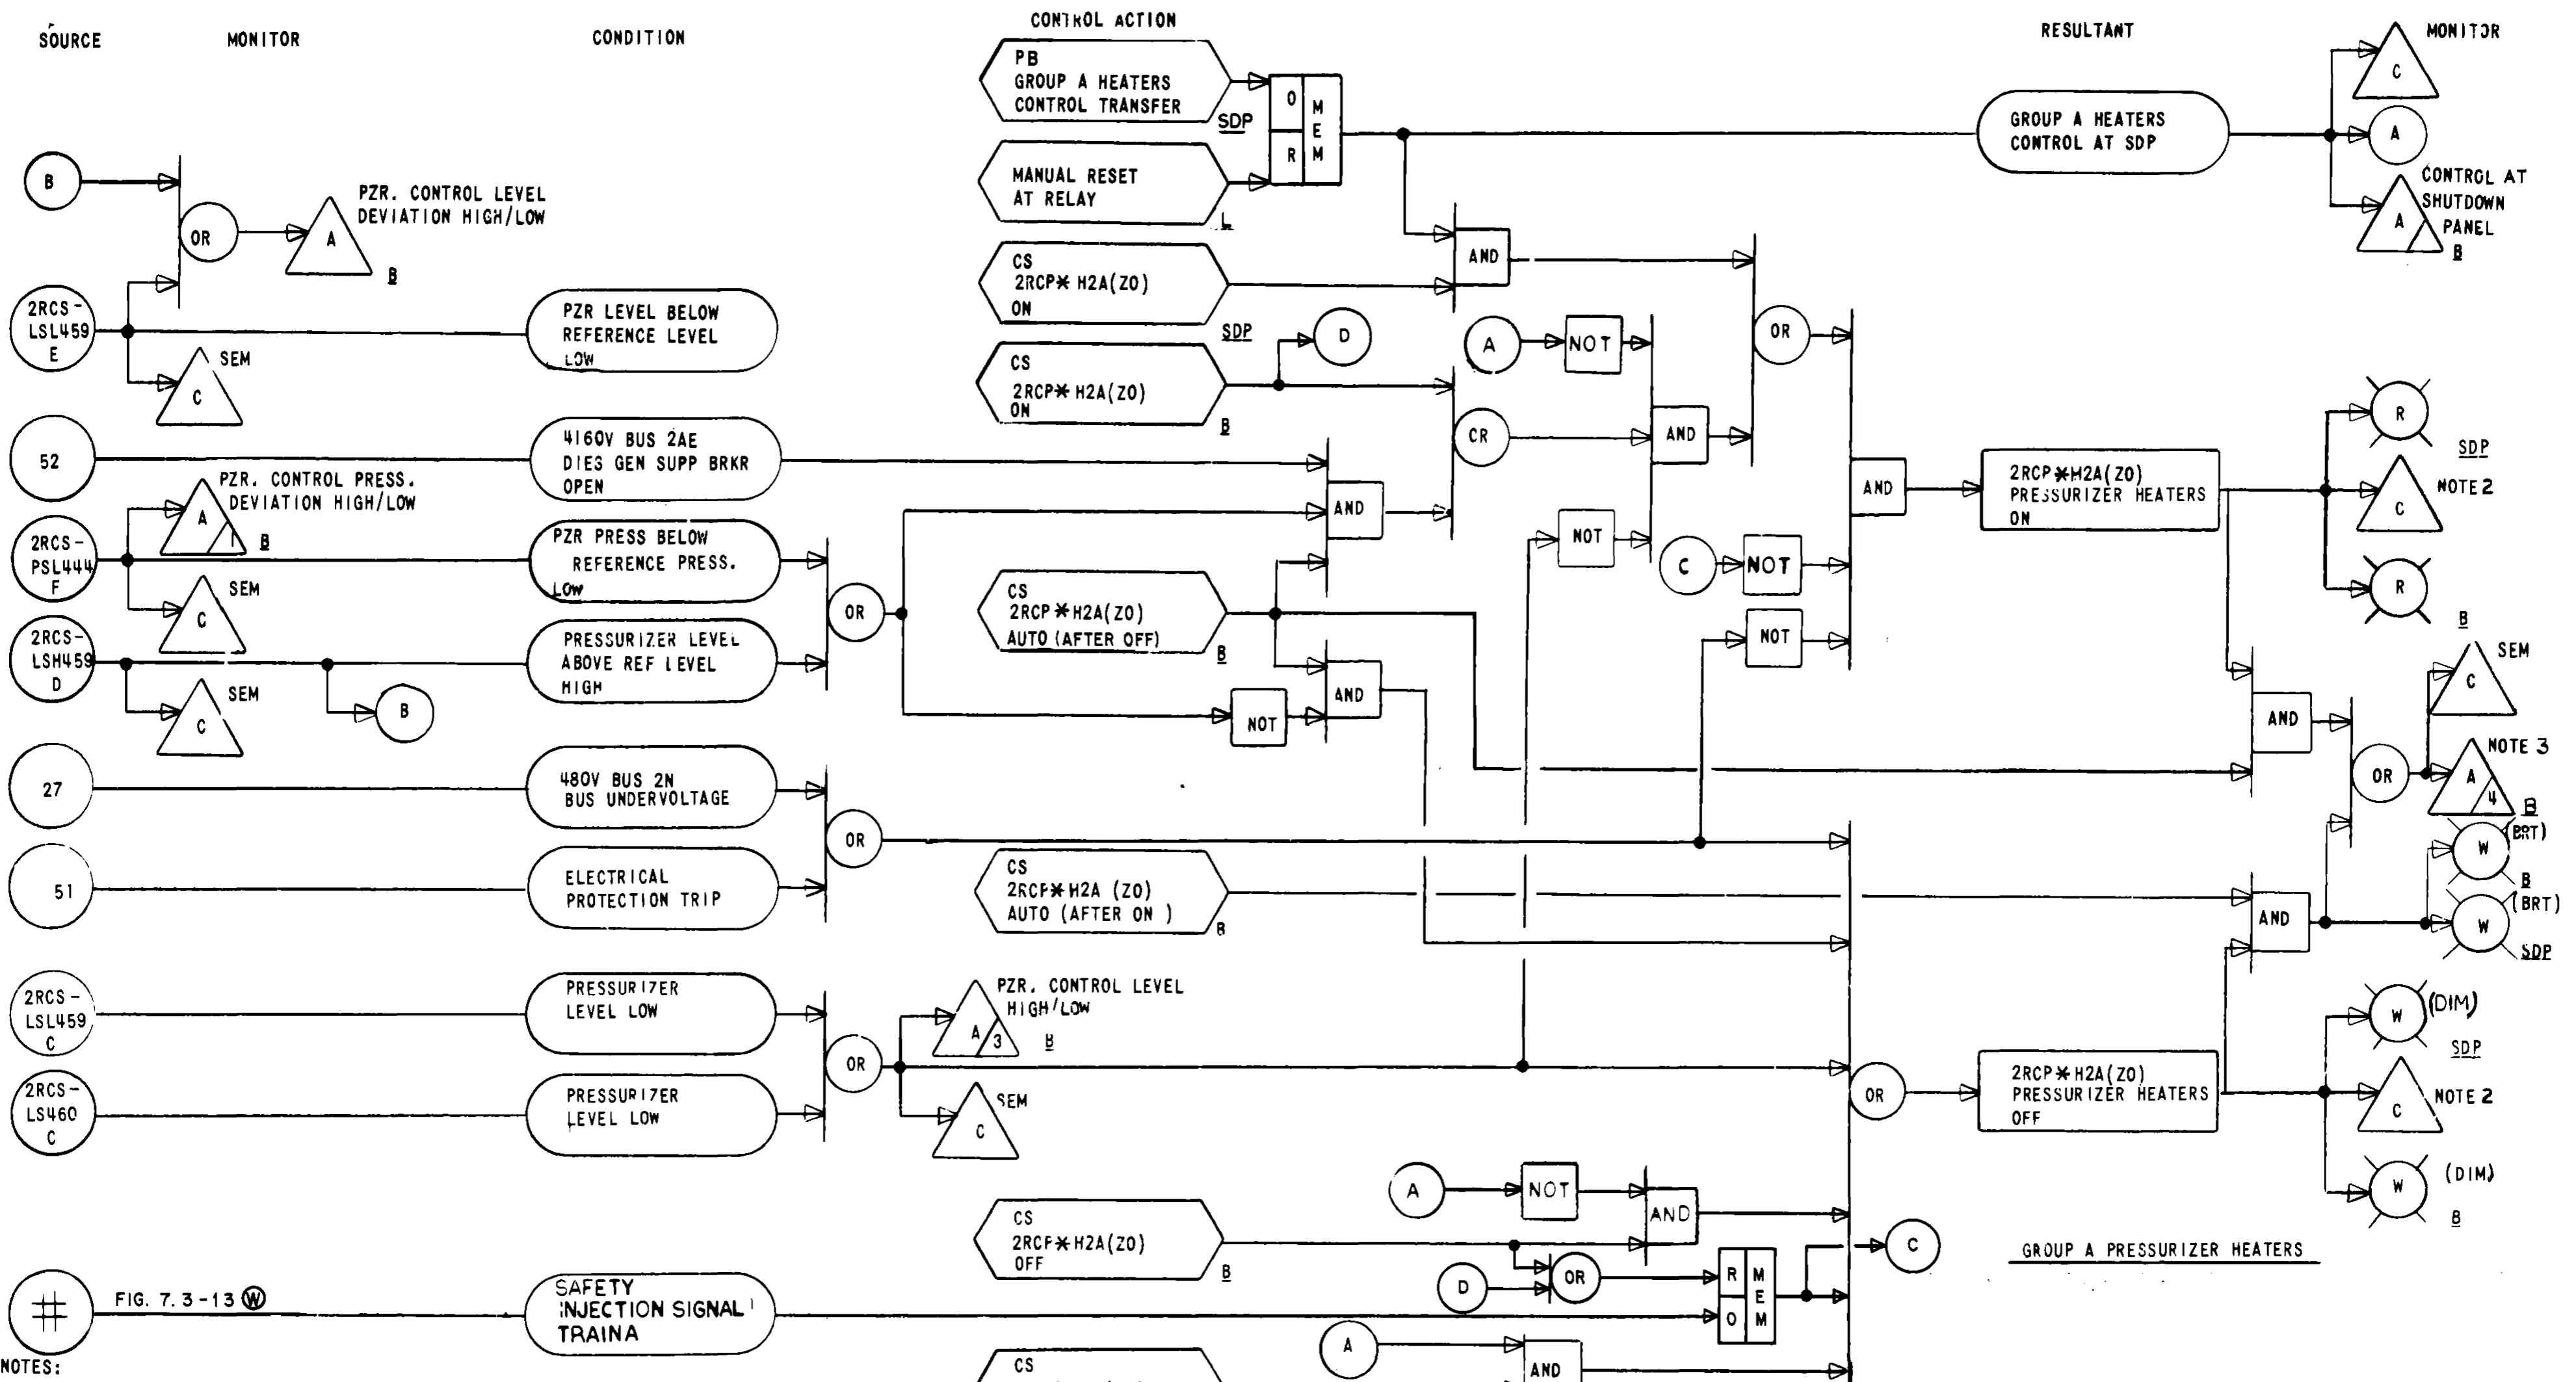 SOURCE
MONITOR
CONDITION
CONTROL ACTION
RESULTANT
MONITOR
PB
GROUP A HEATERS
CONTROL TRANSFER
SDP
O
R
M
E
M
MANUAL RESET
AT RELAY
L
GROUP A HEATERS
CONTROL AT SDP
C
A
A
CONTROL AT
SHUTDOWN
PANEL
B
B
OR
A
PZR. CONTROL LEVEL
DEVIATION HIGH/LOW
B
2RCS-
LSL459
E
SEM
C
PZR LEVEL BELOW
REFERENCE LEVEL
LOW
CS
2RCP*H2A(ZO)
ON
SDP
AND
CS
2RCP*H2A(ZO)
ON
B
D
A
NOT
OR
CR
AND
52
4160V BUS 2AE
DIES GEN SUPP BRKR
OPEN
AND
2RCS-
PSL444
F
A
1
PZR. CONTROL PRESS.
DEVIATION HIGH/LOW
B
C
SEM
PZR PRESS BELOW
REFERENCE PRESS.
LOW
OR
NOT
C
NOT
NOT
AND
2RCP*H2A(ZO)
PRESSURIZER HEATERS
ON
R
SDP
C
NOTE 2
R
B
2RCS-
LSH459
D
C
SEM
B
PRESSURIZER LEVEL
ABOVE REF LEVEL
HIGH
CS
2RCP*H2A(ZO)
AUTO (AFTER OFF)
B
NOT
AND
AND
OR
C
SEM
A
4
NOTE 3
B
27
480V BUS 2N
BUS UNDERVOLTAGE
OR
51
ELECTRICAL
PROTECTION TRIP
CS
2RCP*H2A (ZO)
AUTO (AFTER ON )
B
AND
W
(BRT)
B
W
(BRT)
SDP
2RCS-
LSL459
C
PRESSURIZER
LEVEL LOW
OR
A
3
PZR. CONTROL LEVEL
HIGH/LOW
B
C
SEM
2RCS-
LS460
C
PRESSURIZER
LEVEL LOW
OR
2RCP*H2A(ZO)
PRESSURIZER HEATERS
OFF
W
(DIM)
SDP
C
NOTE 2
W
(DIM)
B
A
NOT
AND
CS
2RCP*H2A(ZO)
OFF
B
D
OR
R
O
M
E
M
C
GROUP A PRESSURIZER HEATERS
#
FIG. 7.3-13 W
SAFETY
INJECTION SIGNAL
TRAINA
A
AND
CS
NOTES: